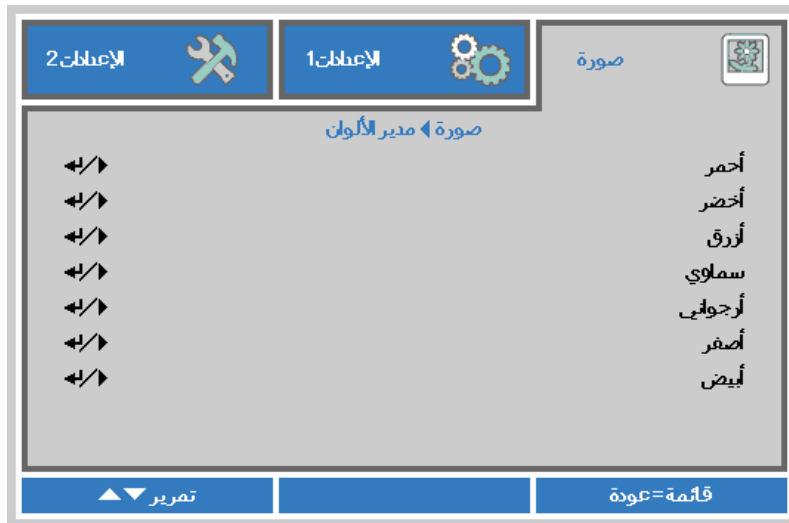 صورة
الإعدادات1
الإعدادات2
صورة ⏵ مدير الألوان
أحمر
أخضر
أزرق
سماوي
أرجواني
أصفر
أبيض
قائمة=عودة
تمرير ▼▲